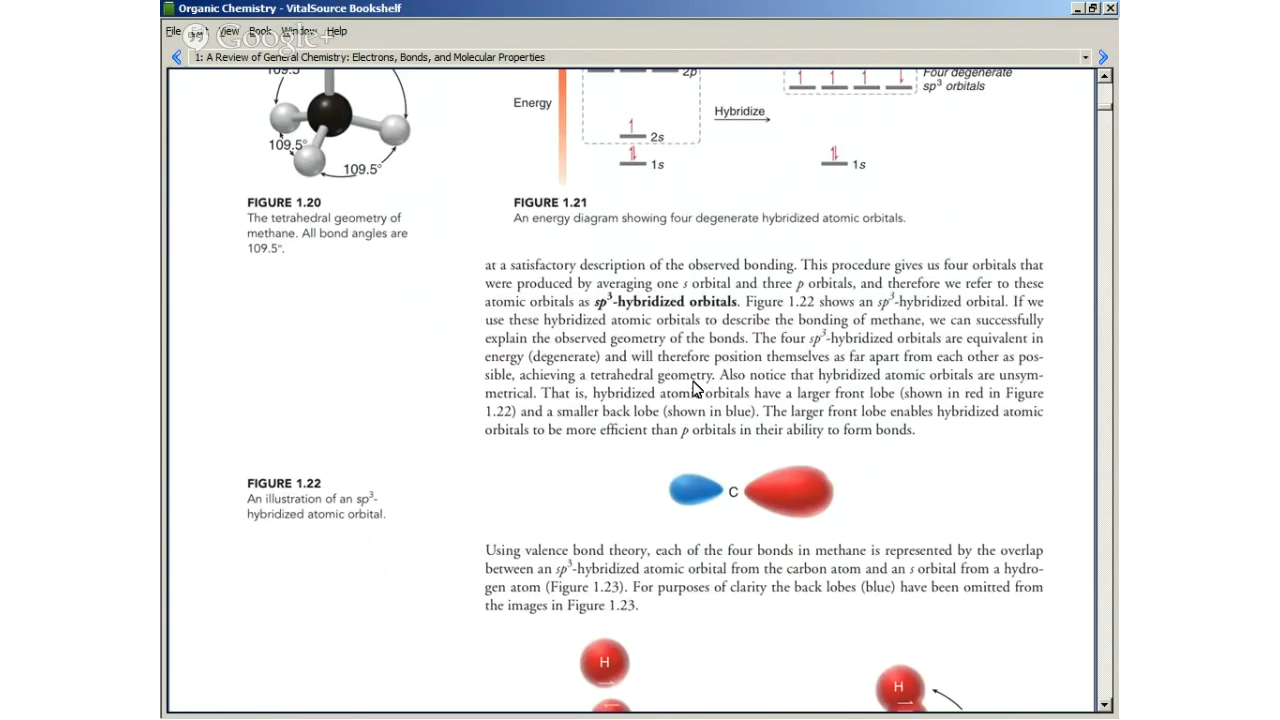 Organic Chemistry - VitalSource Bookshelf
File View Book Window Help
Google+
1: A Review of General Chemistry: Electrons, Bonds, and Molecular Properties
109.5
109.5°
109.5°
Energy
2p
2s
1s
Hybridize
Four degenerate
sp³ orbitals
1s
FIGURE 1.20
The tetrahedral geometry of
methane. All bond angles are
109.5°.
FIGURE 1.21
An energy diagram showing four degenerate hybridized atomic orbitals.
at a satisfactory description of the observed bonding. This procedure gives us four orbitals that
were produced by averaging one s orbital and three p orbitals, and therefore we refer to these
atomic orbitals as sp³-hybridized orbitals. Figure 1.22 shows an sp³-hybridized orbital. If we
use these hybridized atomic orbitals to describe the bonding of methane, we can successfully
explain the observed geometry of the bonds. The four sp³-hybridized orbitals are equivalent in
energy (degenerate) and will therefore position themselves as far apart from each other as pos-
sible, achieving a tetrahedral geometry. Also notice that hybridized atomic orbitals are unsym-
metrical. That is, hybridized atomic orbitals have a larger front lobe (shown in red in Figure
1.22) and a smaller back lobe (shown in blue). The larger front lobe enables hybridized atomic
orbitals to be more efficient than p orbitals in their ability to form bonds.
C
FIGURE 1.22
An illustration of an sp³-
hybridized atomic orbital.
Using valence bond theory, each of the four bonds in methane is represented by the overlap
between an sp³-hybridized atomic orbital from the carbon atom and an s orbital from a hydro-
gen atom (Figure 1.23). For purposes of clarity the back lobes (blue) have been omitted from
the images in Figure 1.23.
H
H